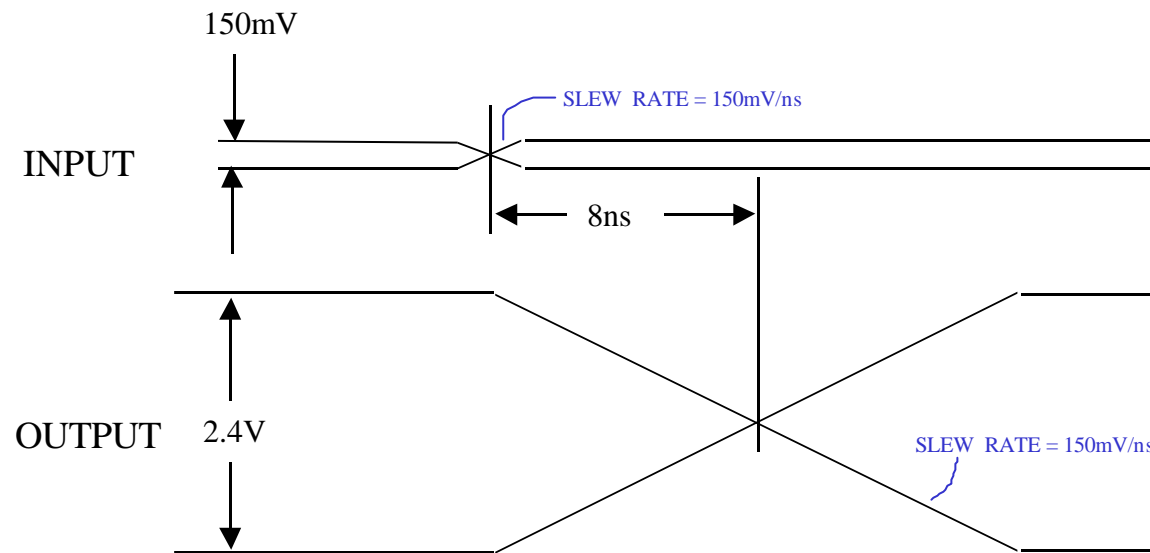 150mV
SLEW RATE = 150mV/ns
INPUT
8ns
OUTPUT
2.4V
SLEW RATE = 150mV/ns